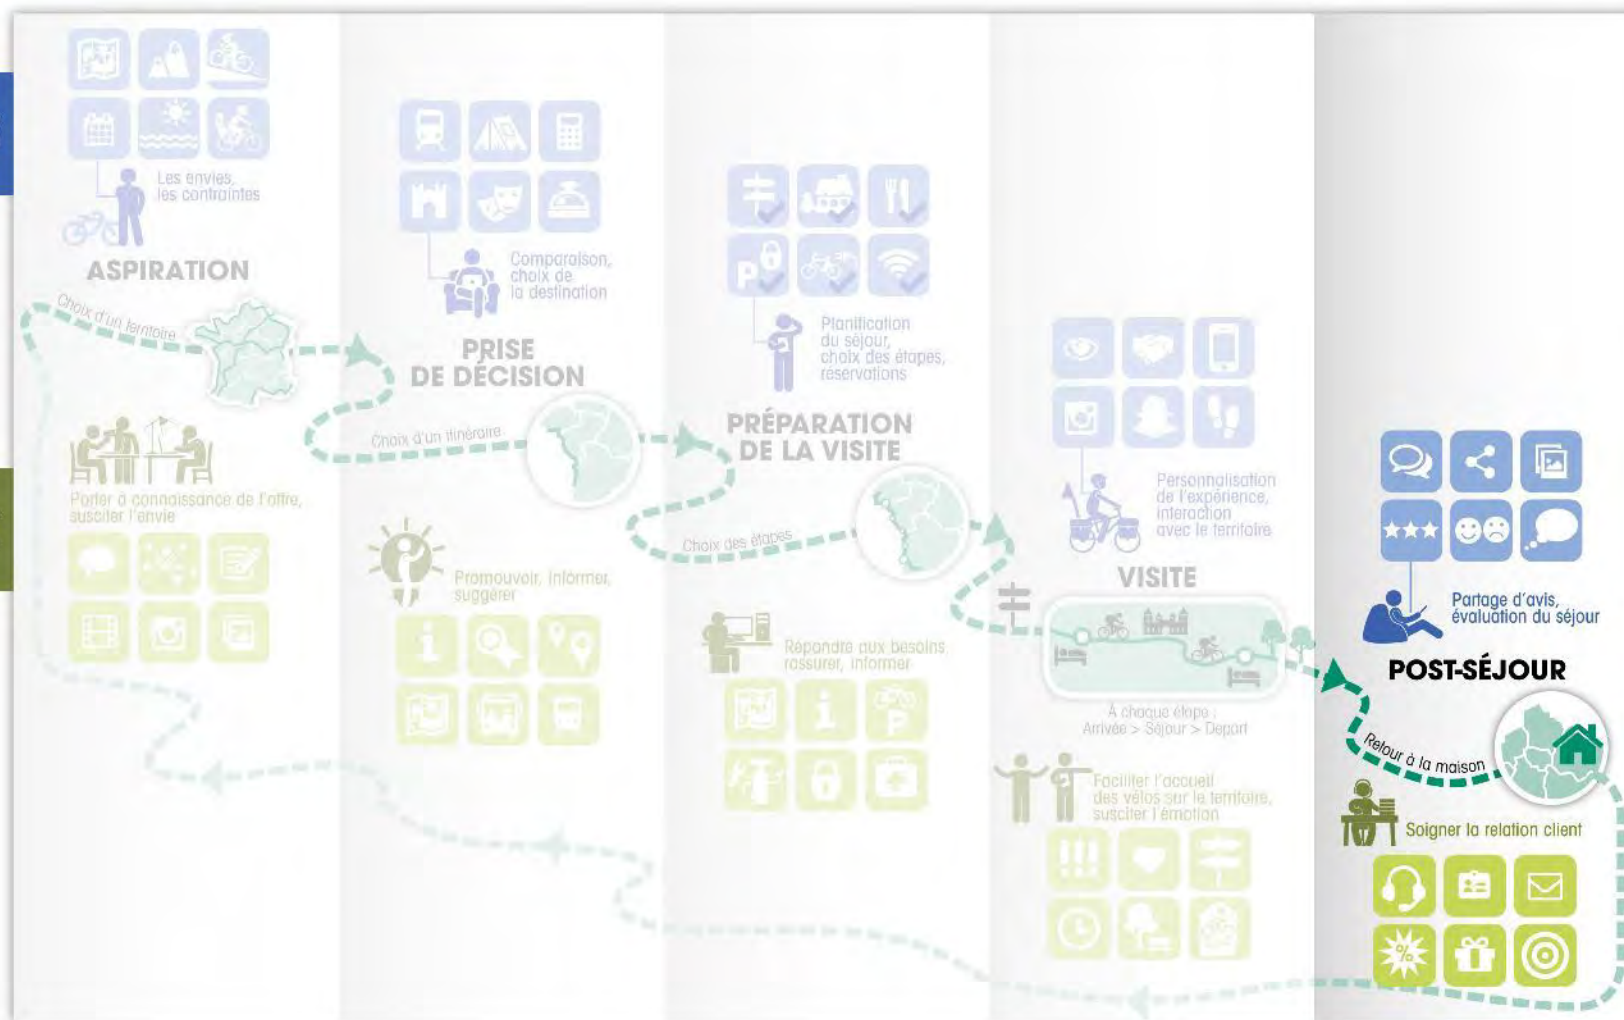 Les envies,
les contraintes
ASPIRATION
Choix d'un territoire
Porter à connaissance de l'offre,
susciter l'envie
Comparaison,
choix de
la destination
PRISE
DE DÉCISION
Choix d'un itinéraire
Promouvoir, informer,
suggérer
i
P
Planification
du séjour,
choix des étapes,
réservations
PRÉPARATION
DE LA VISITE
Choix des étapes
Répondre aux besoins
rassurer, informer
i
P
Personnalisation
de l'expérience,
interaction
avec le territoire
VISITE
À chaque étape :
Arrivée > Séjour > Départ
Faciliter l'accueil
des vélos sur le territoire,
susciter l'émotion
Partage d'avis,
évaluation du séjour
POST-SÉJOUR
Retour à la maison
Soigner la relation client
%